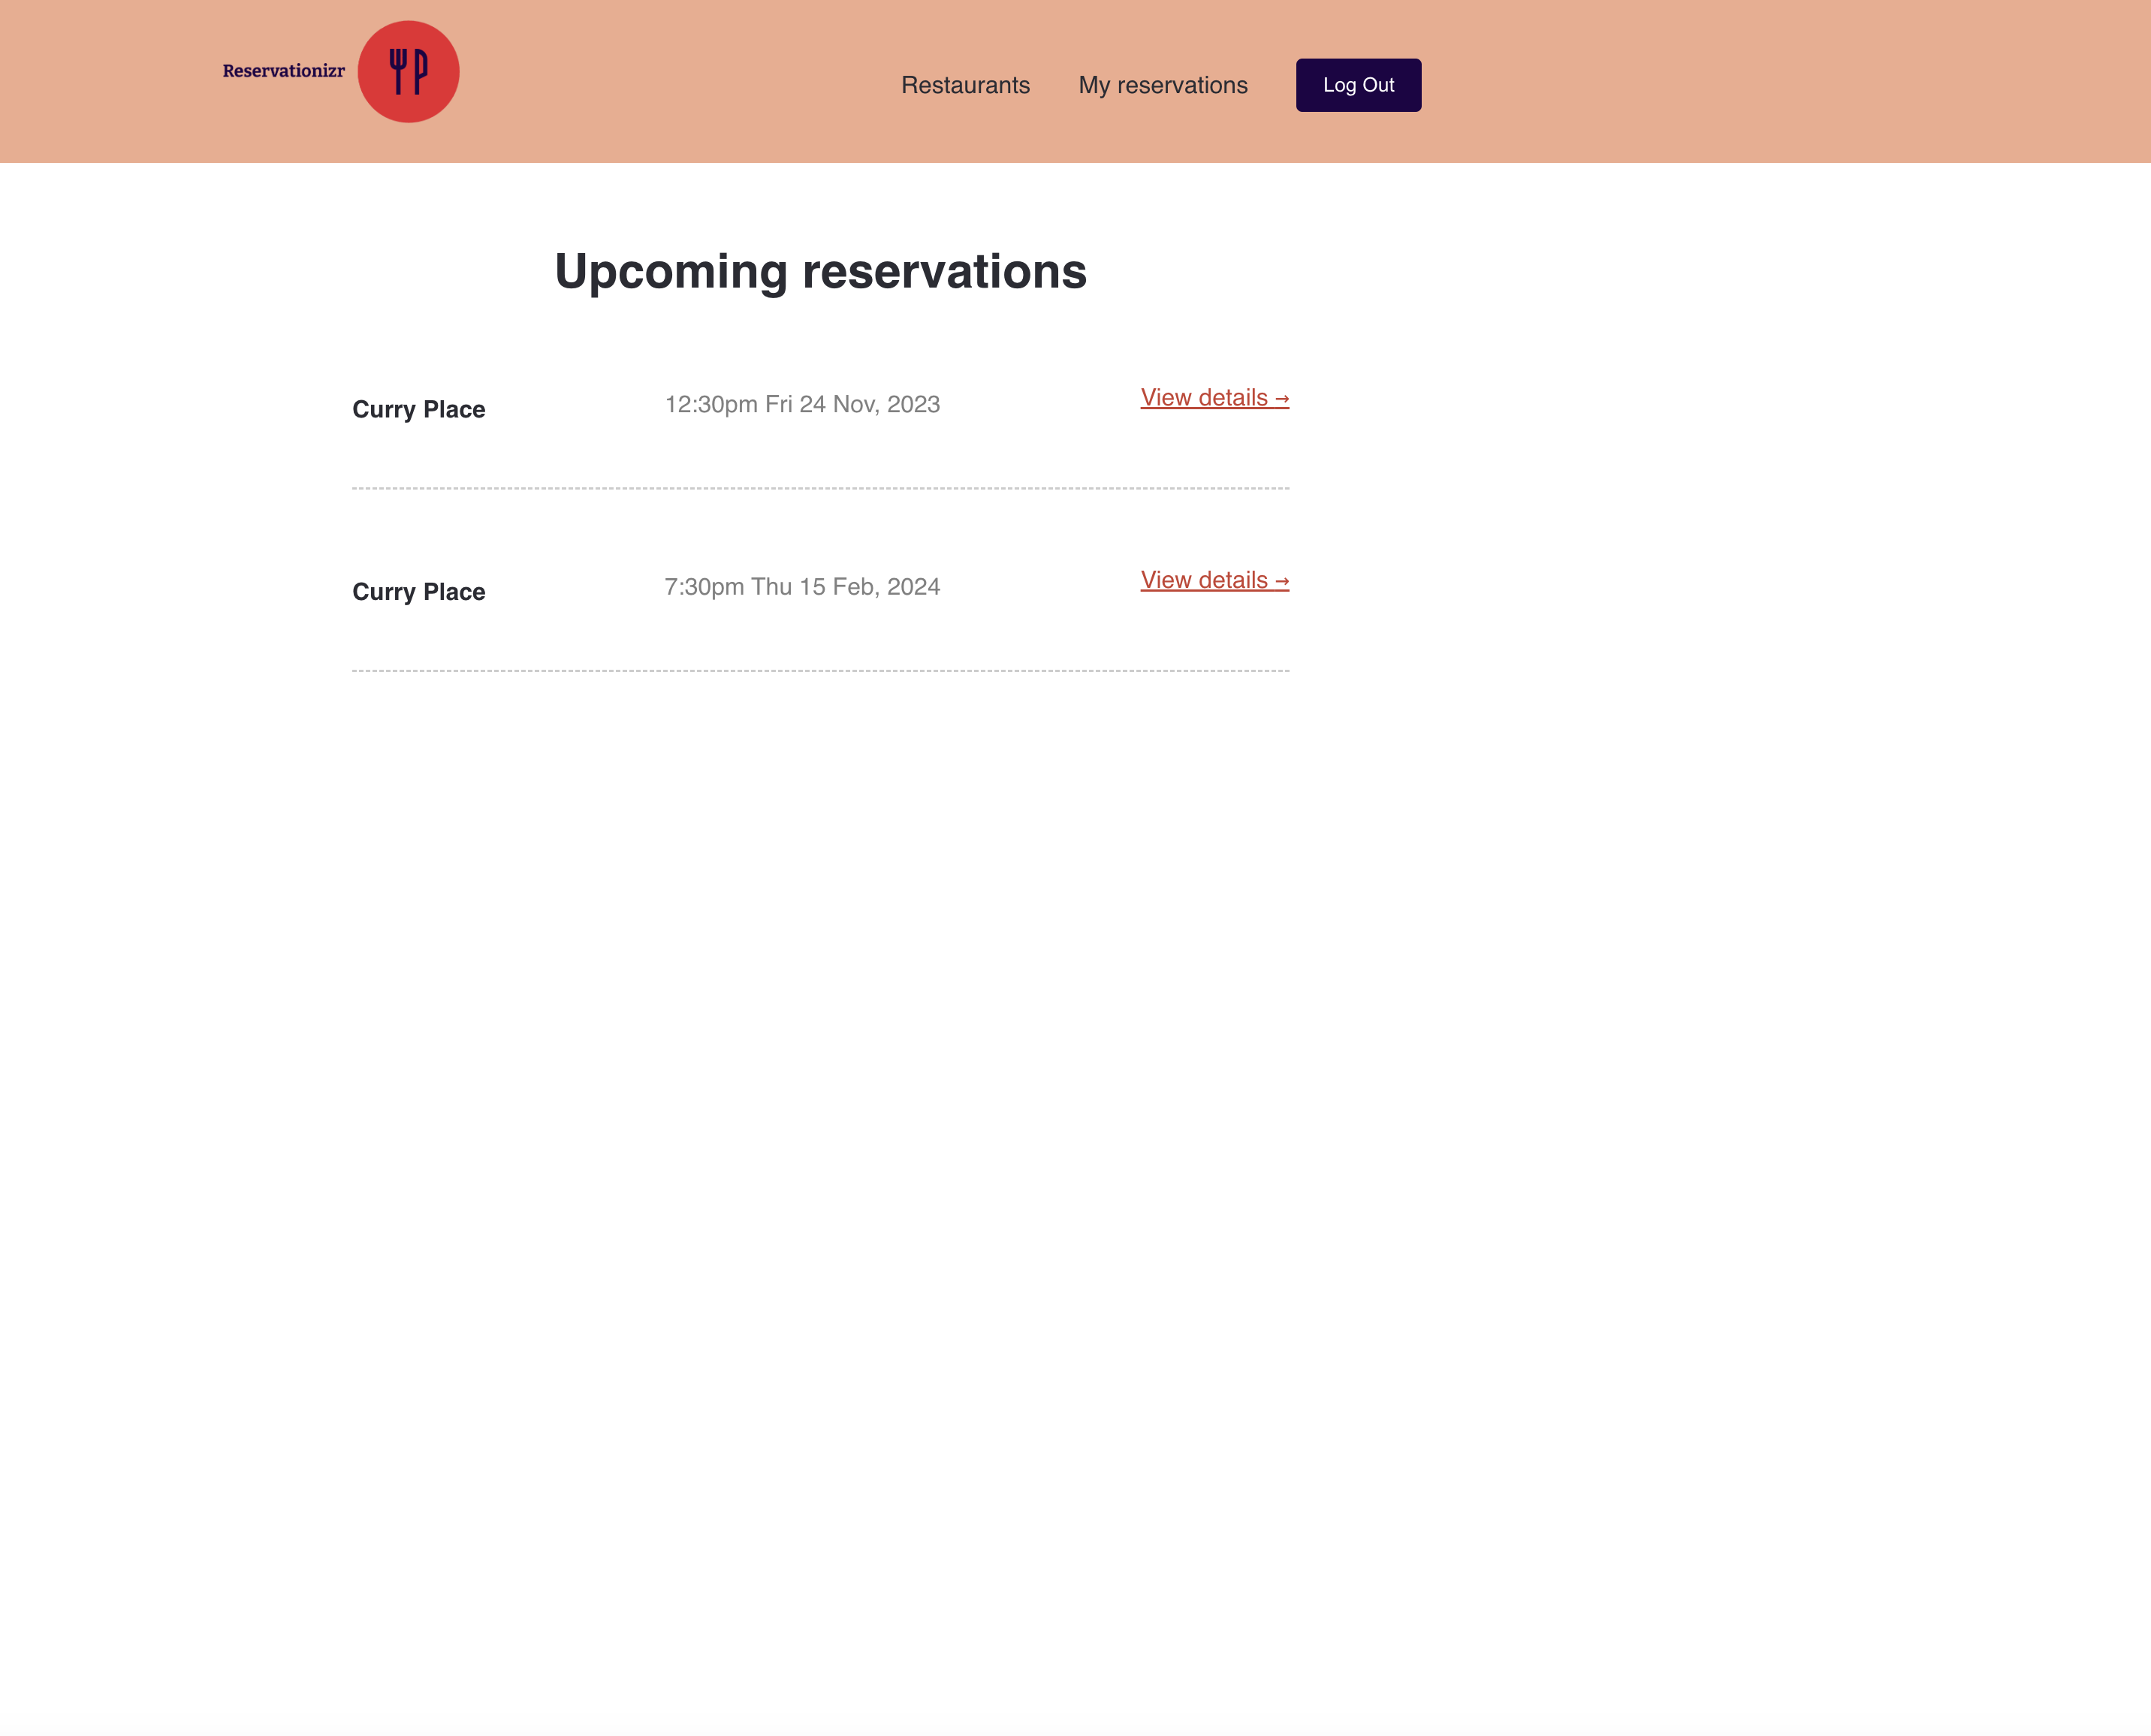 Reservationizr
Restaurants My reservations Log Out
Upcoming reservations
Curry Place 12:30pm Fri 24 Nov, 2023 View details →
Curry Place 7:30pm Thu 15 Feb, 2024 View details →